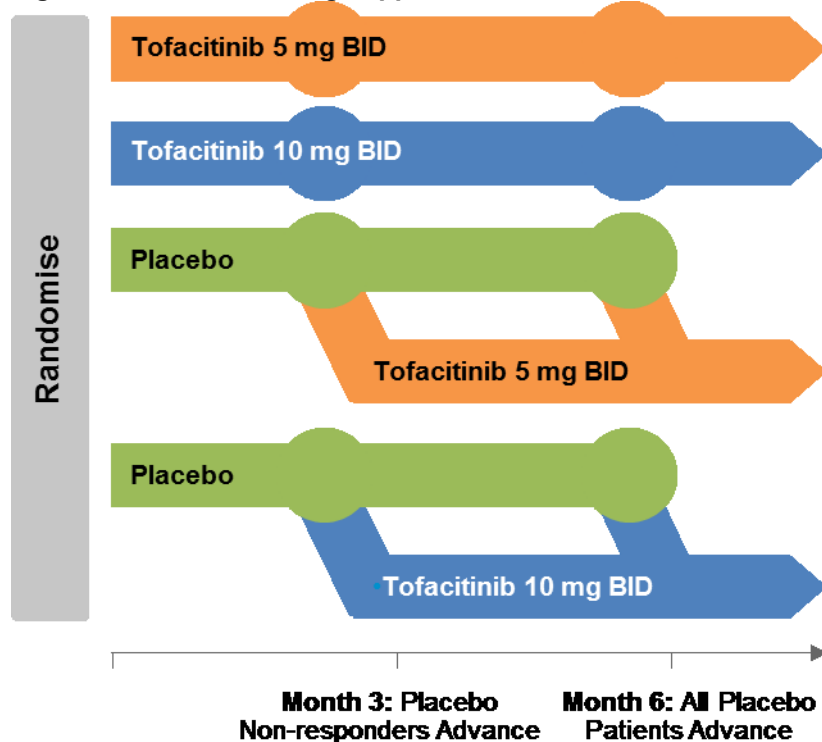 Tofacitinib 5 mg BID
Tofacitinib 10 mg BID
Randomise
Placebo
Tofacitinib 5 mg BID
Placebo
•Tofacitinib 10 mg BID
Month 3: Placebo
Non-responders Advance
Month 6: All Placebo
Patients Advance